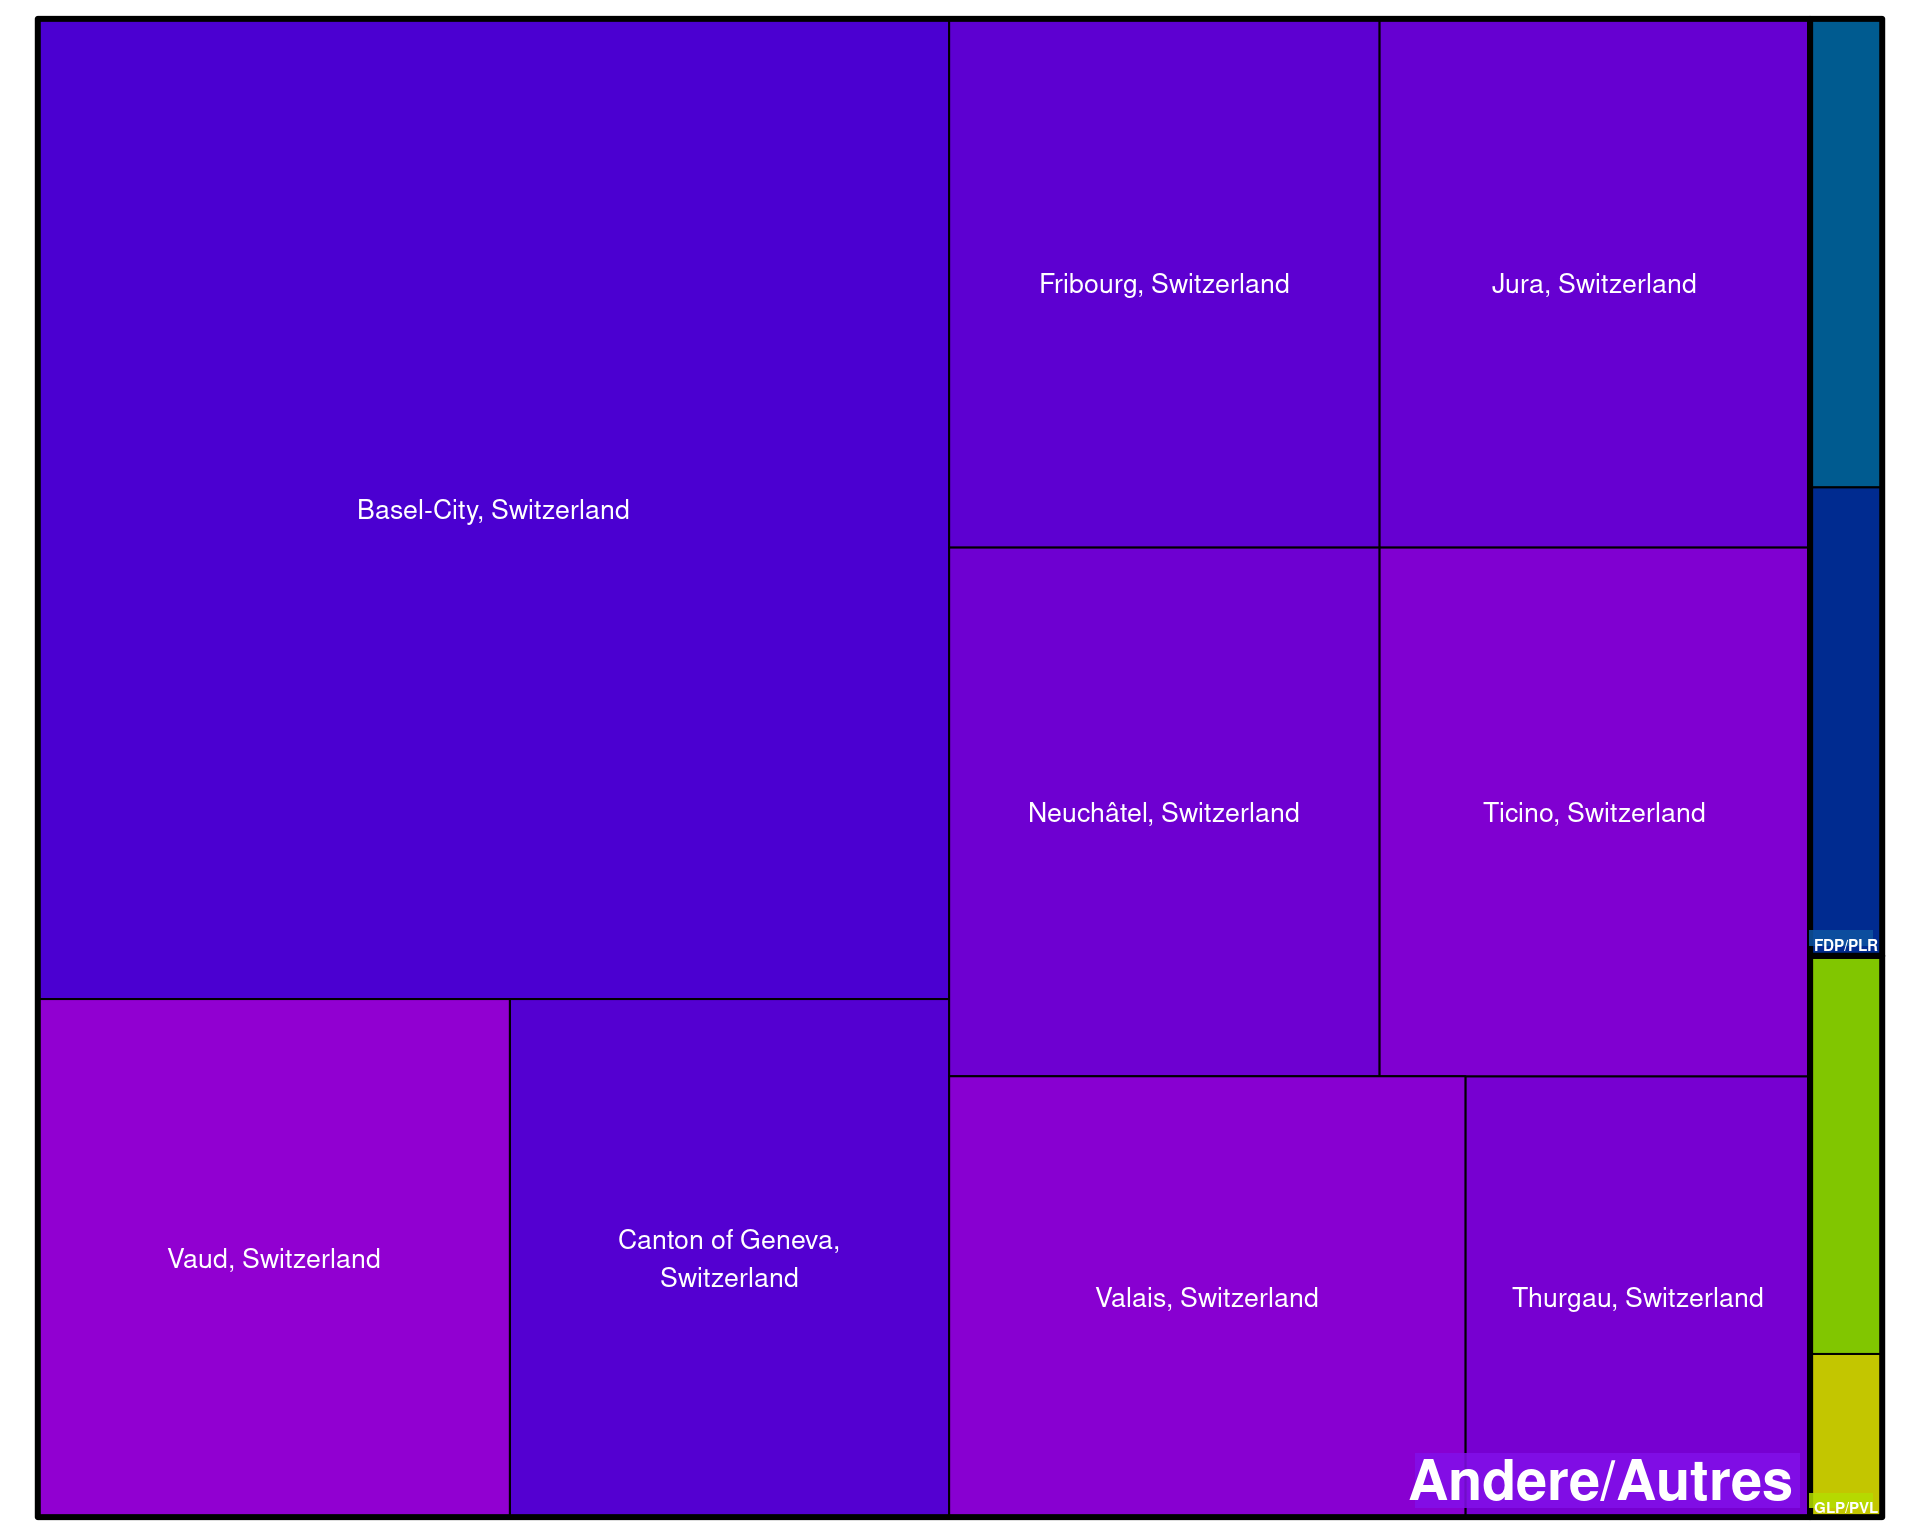 Fribourg, Switzerland
Jura, Switzerland
Basel-City, Switzerland
Neuchâtel, Switzerland
Ticino, Switzerland
FDP/PLR
Vaud, Switzerland
Canton of Geneva,
Switzerland
Valais, Switzerland
Thurgau, Switzerland
Andere/Autres
GLP/PVL